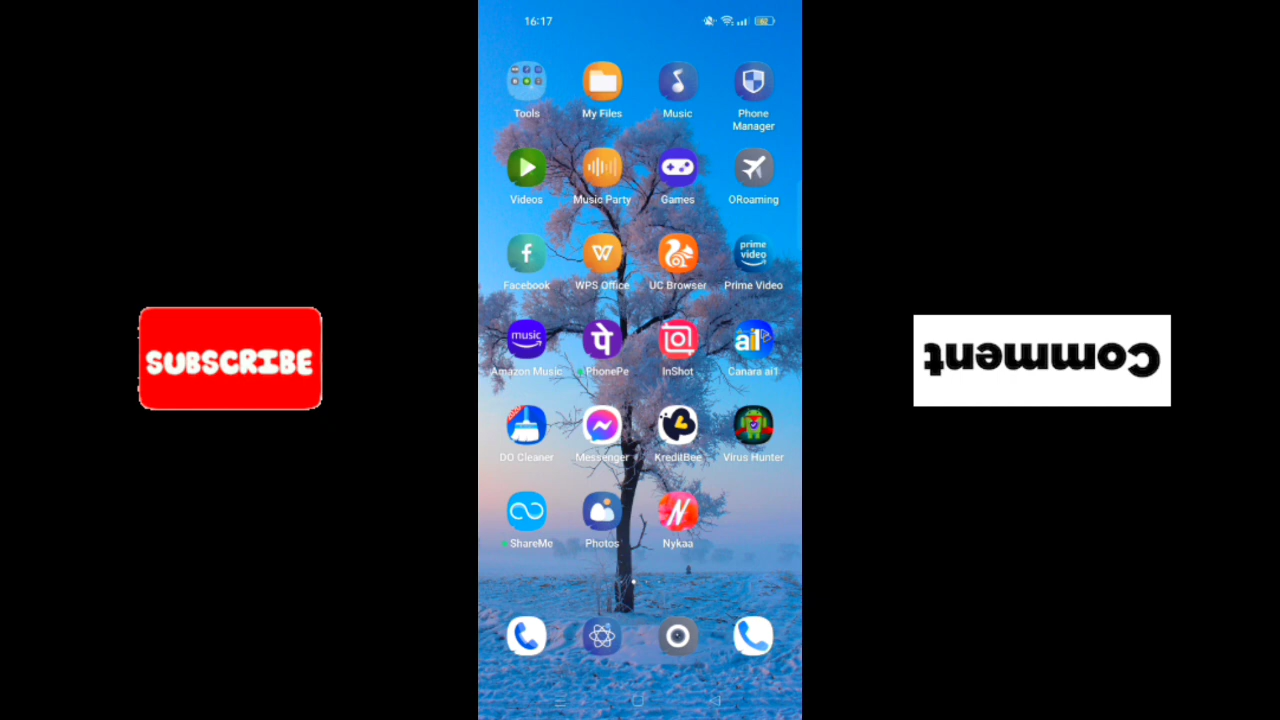 16:17
62
Tools
My Files
Music
Phone
Manager
Videos
Music Party
Games
ORoaming
prime
video
Facebook
WPS Office
UC Browser
Prime Video
music
पे
ai1
Amazon Music
PhonePe
InShot
Canara ai1
DO Cleaner
Messenger
KreditBee
Virus Hunter
ShareMe
Photos
Nykaa
SUBSCRIBE
Comment